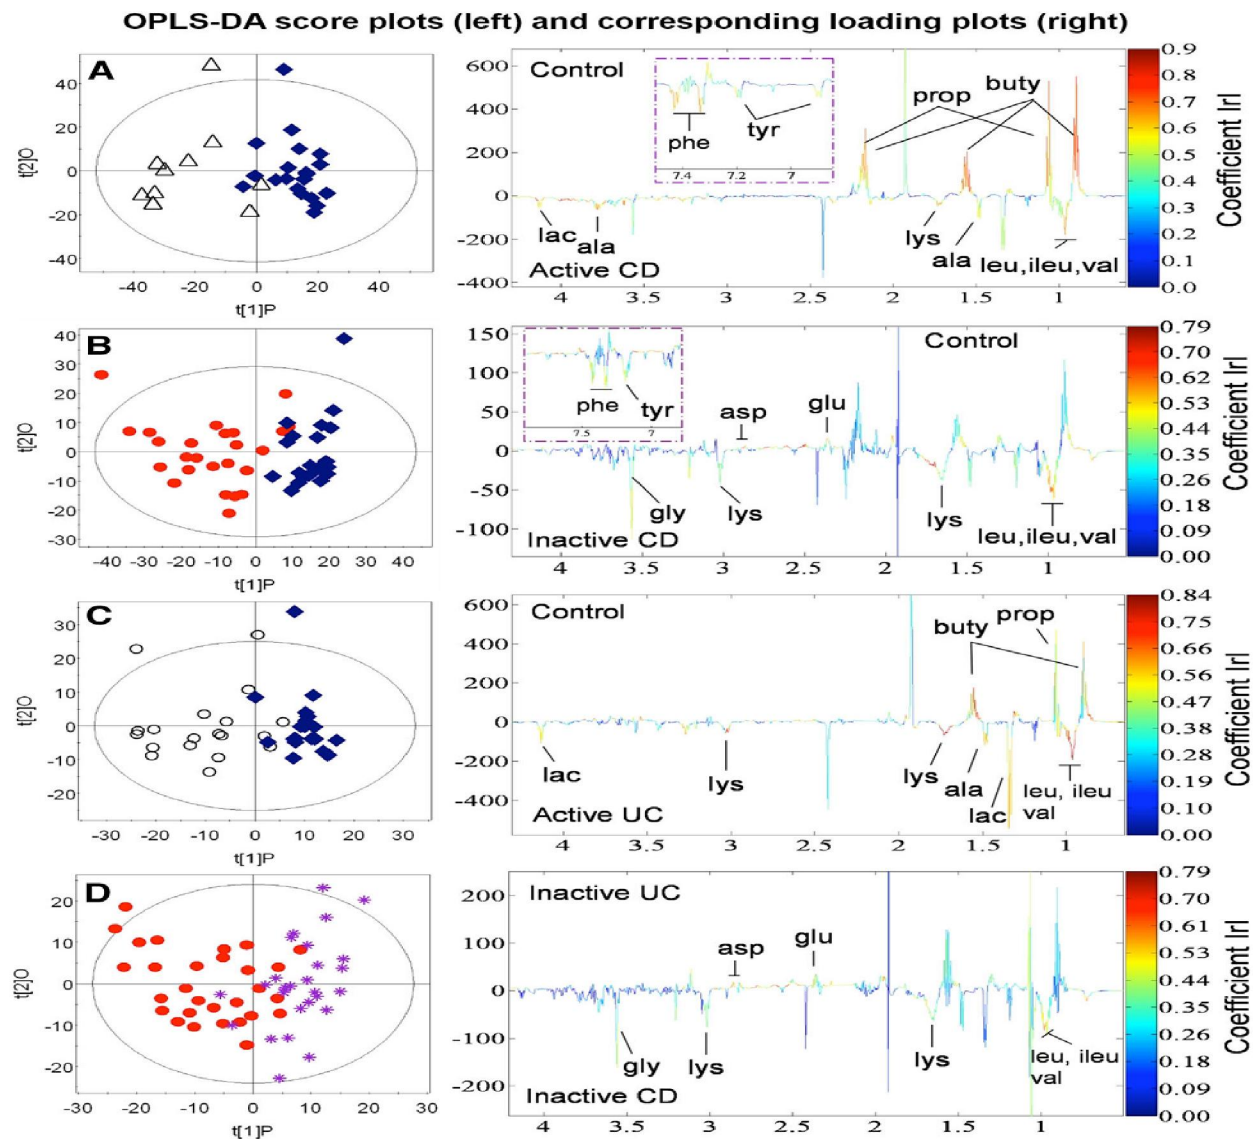 OPLS-DA score plots (left) and corresponding loading plots (right)
A
40
20
0
-20
-40
t[2]O
-40 -20 0 20 40
t[1]P
Control
600
400
200
0
-200
-400
phe
tyr
7.4 7.2 7
prop
buty
lac
ala
lys
ala
leu,ileu,val
Active CD
4 3.5 3 2.5 2 1.5 1
0.9
0.8
0.7
0.6
0.5
0.4
0.3
0.2
0.1
0.0
Coefficient lrl
B
40
30
20
10
0
-10
-20
-30
t[2]O
-40 -20 0 20 40
t[1]P
Control
150
100
50
0
-50
-100
phe
tyr
7.5 7
asp
glu
gly
lys
lys
leu,ileu,val
Inactive CD
4 3.5 3 2.5 2 1.5 1
0.79
0.70
0.62
0.53
0.44
0.35
0.26
0.18
0.09
0.00
Coefficient lrl
C
30
20
10
0
-10
-20
t[2]O
-30 -20 -10 0 10 20 30
t[1]P
Control
600
400
200
0
-200
-400
prop
buty
lac
lys
lys
ala
lac
leu, ileu
val
Active UC
4 3.5 3 2.5 2 1.5 1
0.84
0.75
0.65
0.56
0.47
0.37
0.28
0.19
0.09
0.00
Coefficient lrl
D
20
10
0
-10
-20
t[2]O
-30 -20 -10 0 10 20 30
t[1]P
Inactive UC
200
100
0
-100
-200
asp
glu
gly
lys
lys
leu, ileu
val
Inactive CD
4 3.5 3 2.5 2 1.5 1
0.79
0.70
0.61
0.52
0.43
0.35
0.26
0.17
0.09
0.00
Coefficient lrl